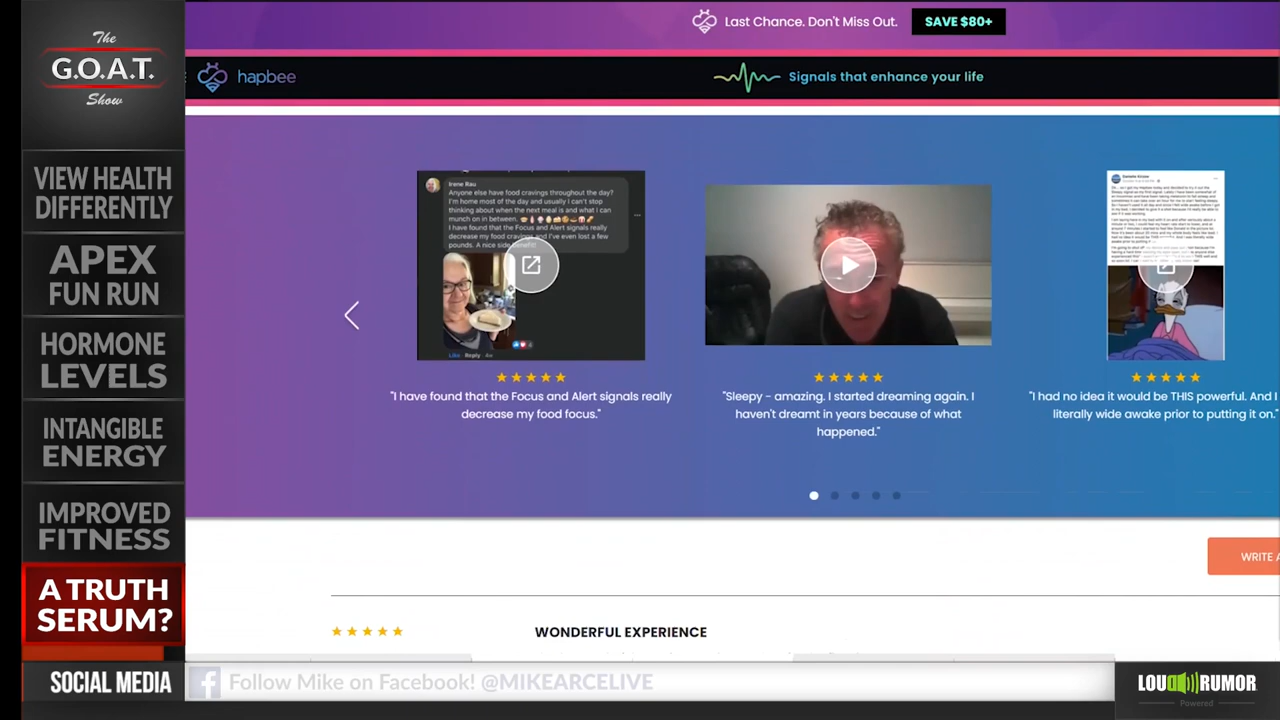 The
G.O.A.T.
Show
VIEW HEALTH
DIFFERENTLY
APEX
FUN RUN
HORMONE
LEVELS
INTANGIBLE
ENERGY
IMPROVED
FITNESS
A TRUTH
SERUM?
SOCIAL MEDIA
Last Chance. Don't Miss Out.
SAVE $80+
hapbee
Signals that enhance your life
Irene Rau
Anyone else have food cravings throughout the day?
I'm home most of the day and usually I can't stop
thinking about when the next meal is and what I can
munch on in between.
I have found that the Focus and Alert signals really
decrease my food cravings and I've even lost a few
pounds. A nice side benefit!
Like Reply 4w
"I have found that the Focus and Alert signals really
decrease my food focus."
"Sleepy - amazing. I started dreaming again. I
haven't dreamt in years because of what
happened."
"I had no idea it would be THIS powerful. And I
literally wide awake prior to putting it on."
WRITE A
WONDERFUL EXPERIENCE
Follow Mike on Facebook! @MIKEARCELIVE
LOUD RUMOR
Powered